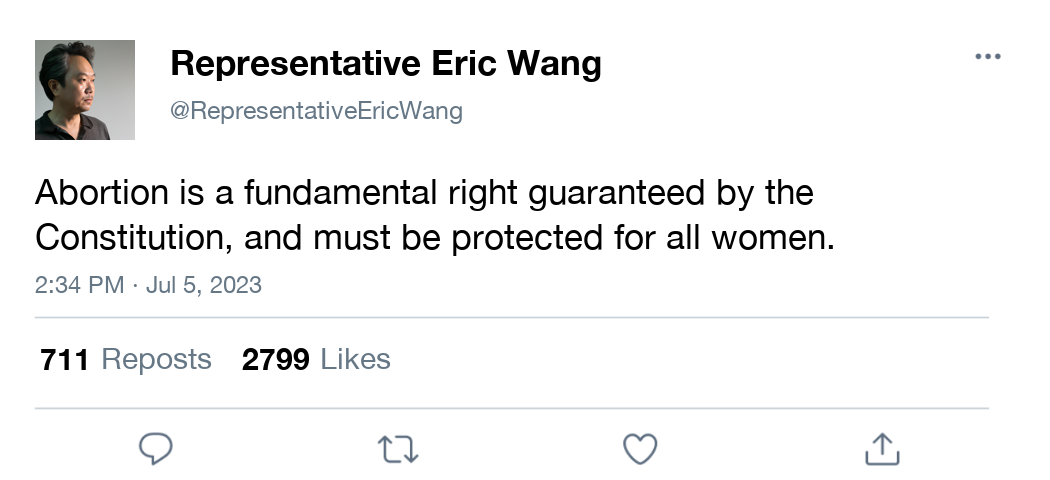 Representative Eric Wang
@RepresentativeEricWang
Abortion is a fundamental right guaranteed by the
Constitution, and must be protected for all women.
2:34 PM · Jul 5, 2023
711 Reposts 2799 Likes